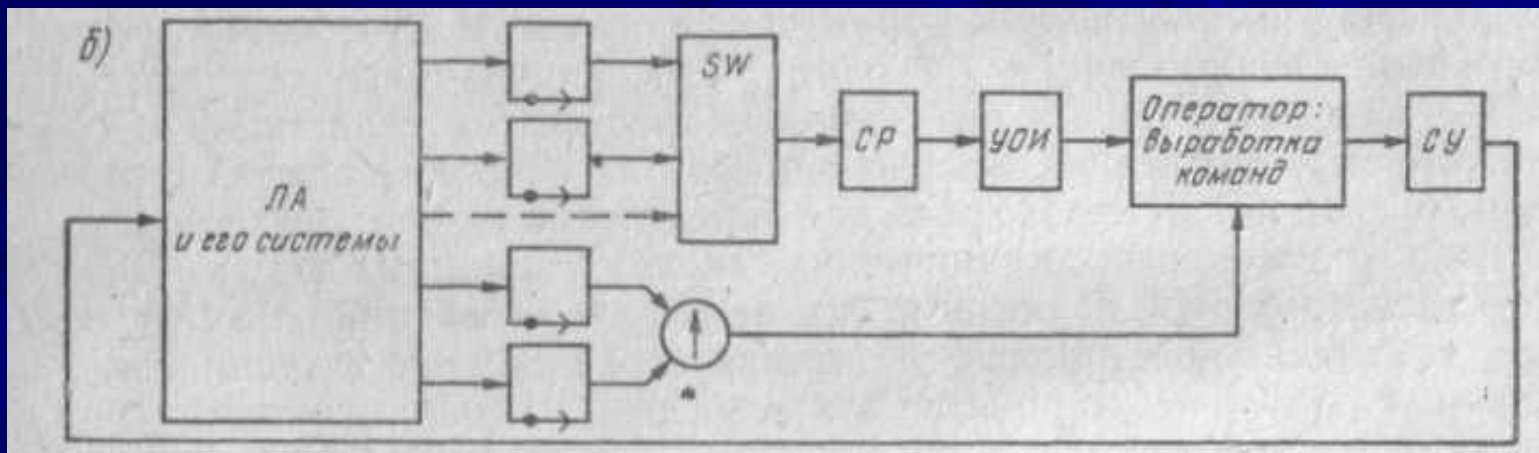 б)
ЛА
и его системы
SW
СР
УОИ
Оператор:
выработка
команд
СУ